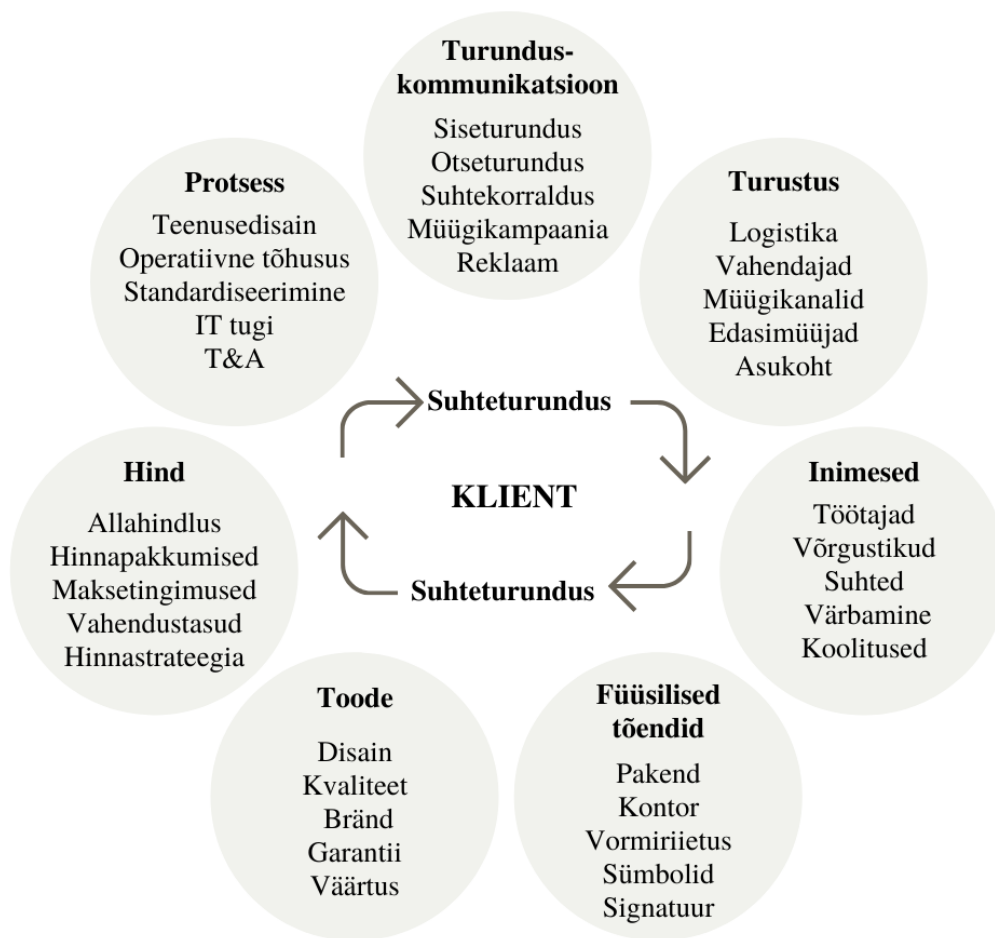 Turundus-
kommunikatsioon
Siseturundus
Otseturundus
Suhtekorraldus
Müügikampaania
Reklaam
Protsess
Teenusedisain
Operatiivne tõhusus
Standardiseerimine
IT tugi
T&A
Turustus
Logistika
Vahendajad
Müügikanalid
Edasimüüjad
Asukoht
Suhteturundus
KLIENT
Suhteturundus
Hind
Allahindlus
Hinnapakkumised
Maksetingimused
Vahendustasud
Hinnastrateegia
Inimesed
Töötajad
Võrgustikud
Suhted
Värbamine
Koolitused
Toode
Disain
Kvaliteet
Bränd
Garantii
Väärtus
Füüsilised
tõendid
Pakend
Kontor
Vormiriietus
Sümbolid
Signatuur